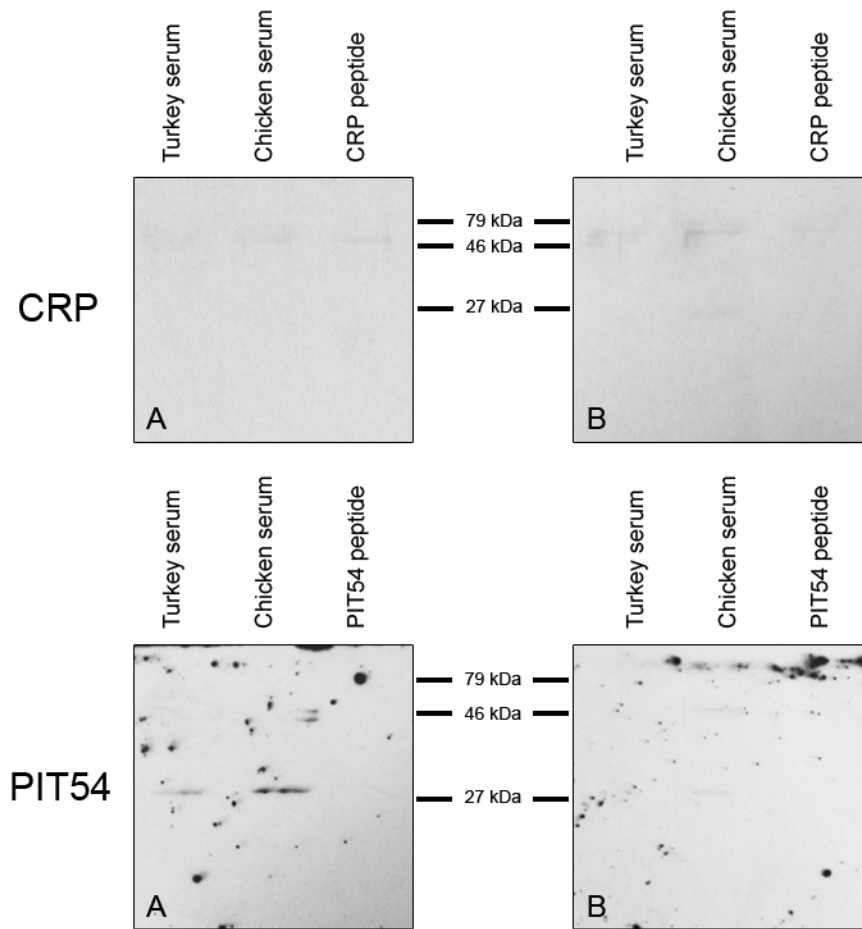 Turkey serum
Chicken serum
CRP peptide
Turkey serum
Chicken serum
CRP peptide
CRP
79 kDa
46 kDa
27 kDa
A
B
Turkey serum
Chicken serum
PIT54 peptide
Turkey serum
Chicken serum
PIT54 peptide
PIT54
79 kDa
46 kDa
27 kDa
A
B